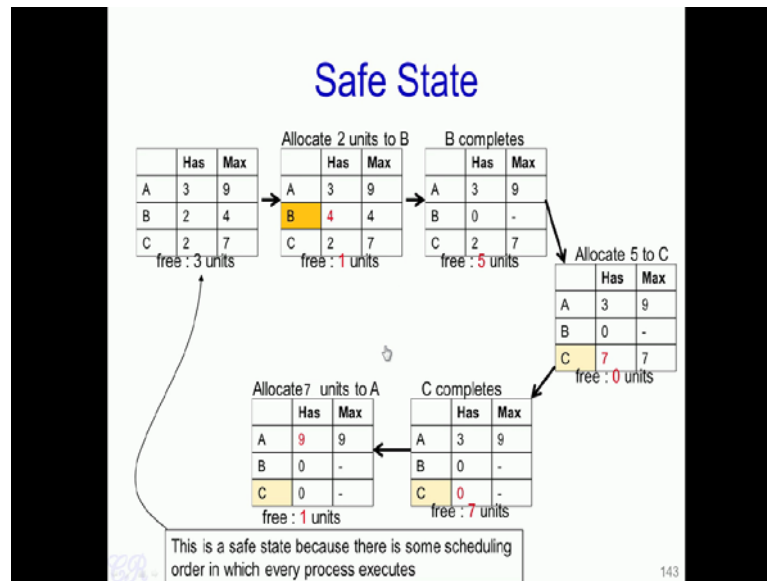 Safe State
Has Max
A 3 9
B 2 4
C 2 7
free : 3 units
Allocate 2 units to B
Has Max
A 3 9
B 4 4
C 2 7
free : 1 units
B completes
Has Max
A 3 9
B 0 -
C 2 7
free : 5 units
Allocate 5 to C
Has Max
A 3 9
B 0 -
C 7 7
free : 0 units
C completes
Has Max
A 3 9
B 0 -
C 0 -
free : 7 units
Allocate7 units to A
Has Max
A 9 9
B 0 -
C 0 -
free : 1 units
This is a safe state because there is some scheduling
order in which every process executes
143